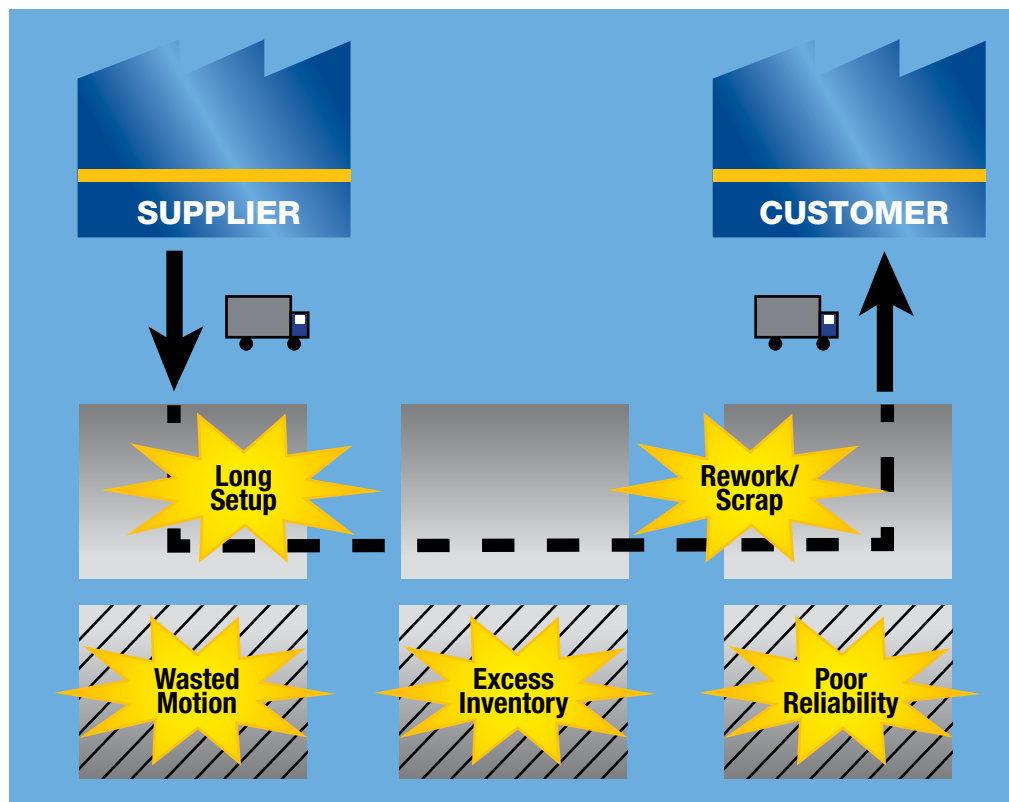 SUPPLIER
CUSTOMER
Long
Setup
Rework/
Scrap
Wasted
Motion
Excess
Inventory
Poor
Reliability